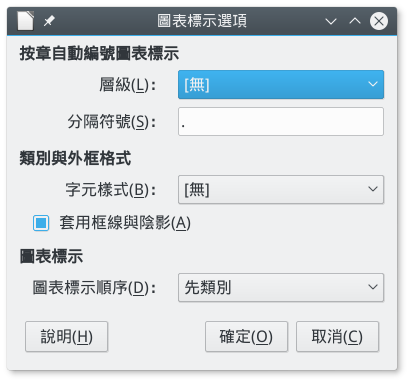 圖表標示選項
按章自動編號圖表標示
層級(L): [無]
分隔符號(S): .
類別與外框格式
字元樣式(B): [無]
套用框線與陰影(A)
圖表標示
圖表標示順序(D): 先類別
說明(H) 確定(O) 取消(C)